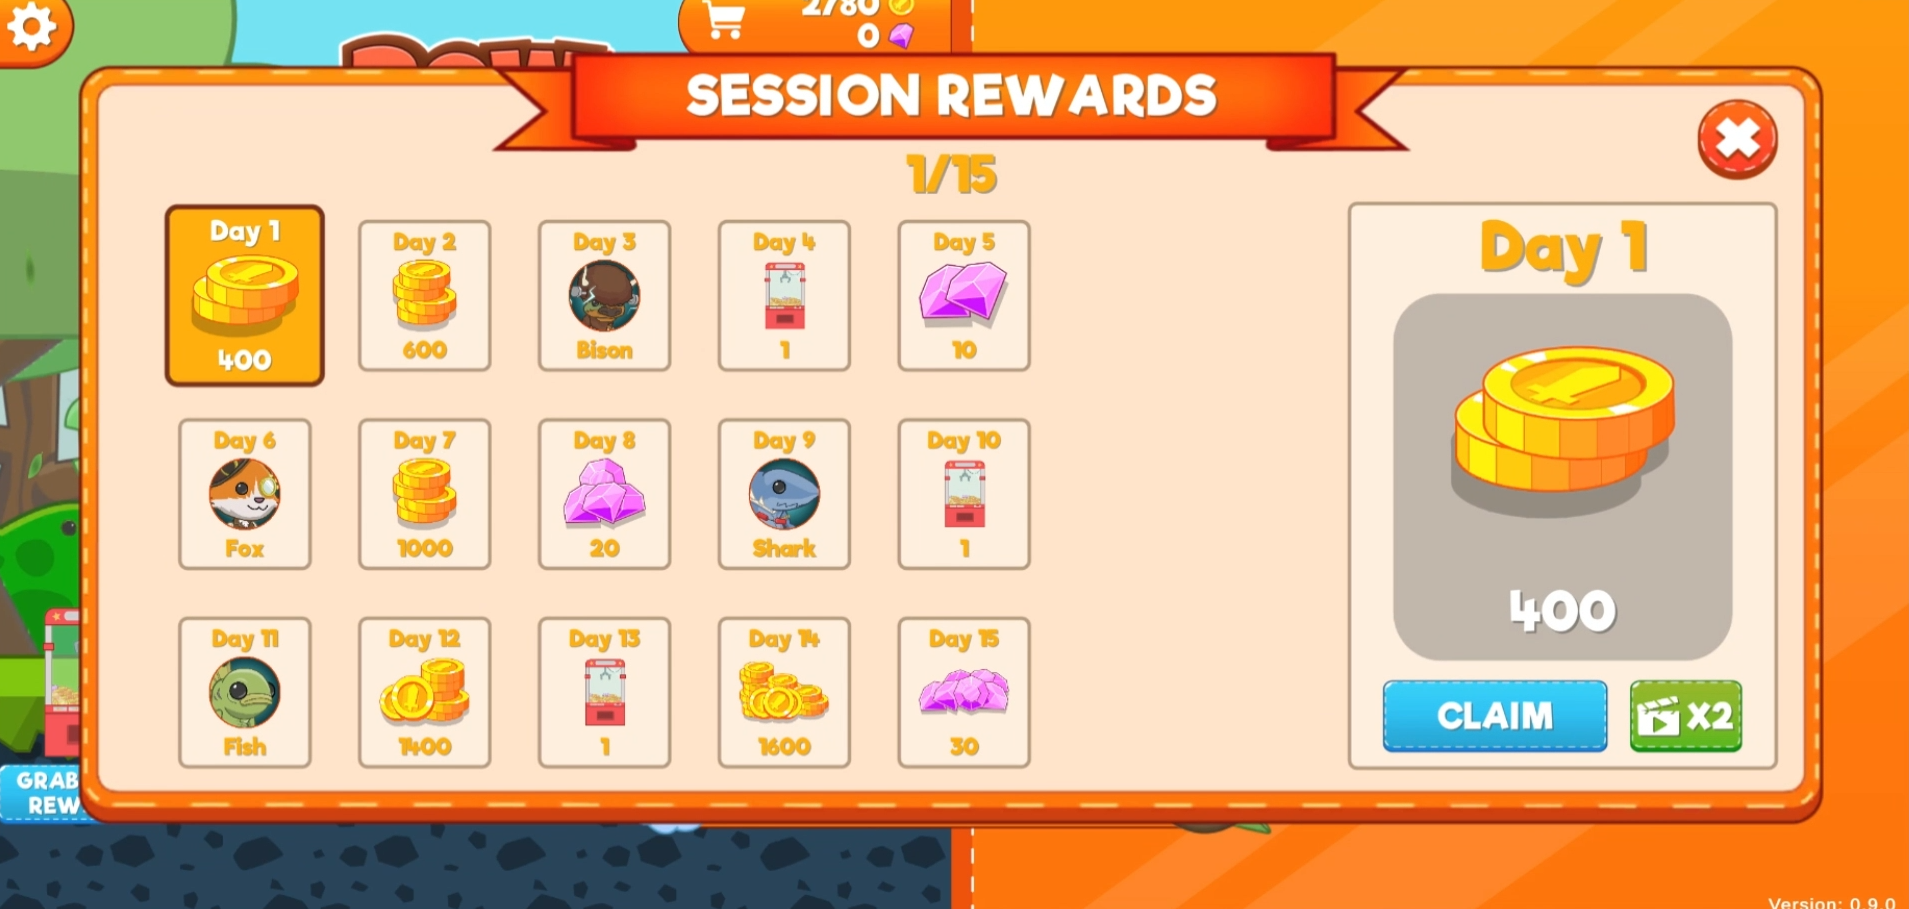 2780
0
SESSION REWARDS
1/15
Day 1
400
Day 2
600
Day 3
Bison
Day 4
1
Day 5
10
Day 6
Fox
Day 7
1000
Day 8
20
Day 9
Shark
Day 10
1
Day 11
Fish
Day 12
1400
Day 13
1
Day 14
1600
Day 15
30
Day 1
400
CLAIM
X2
GRAB
REW
Version: 0.9.0